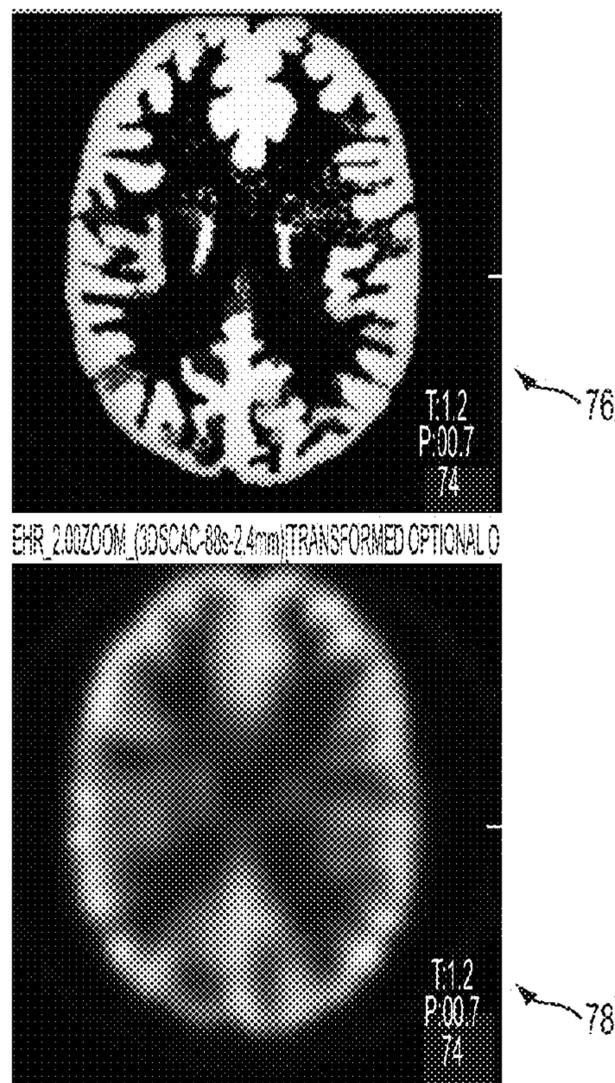 T:1.2
P:00.7
74
76
EHR_2.00ZOOM_(3DSCAC-88s-2.4mm)(TRANSFORMED OPTIONAL O
T:1.2
P:00.7
74
78